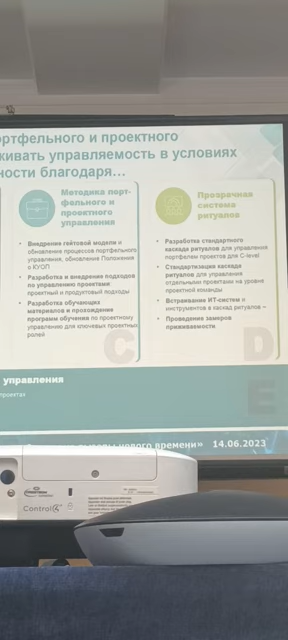 ртфельного и проектного
живать управляемость в условиях
ности благодаря...
Методика порт-
фельного и
проектного
управления
• Внедрение гейтовой модели и
обновление процессов портфельного
управления, обновление Положения
о КУОП
• Разработка и внедрение подходов
по управлению проектами:
проектный и продуктовый подходы
• Разработка обучающих
материалов и прохождение
программ обучения по проектному
управлению для ключевых проектных
ролей
C
Прозрачная
система
ритуалов
• Разработка стандартного
каскада ритуалов для управления
портфелем проектов для C-level
• Стандартизация каскада
ритуалов для управления
отдельными проектами на уровне
проектной команды
• Встраивание ИТ-систем и
инструментов в каскад ритуалов –
• Проведение замеров
приживаемости
D
E
управления
проектах
нового времени» 14.06.2023
Control4